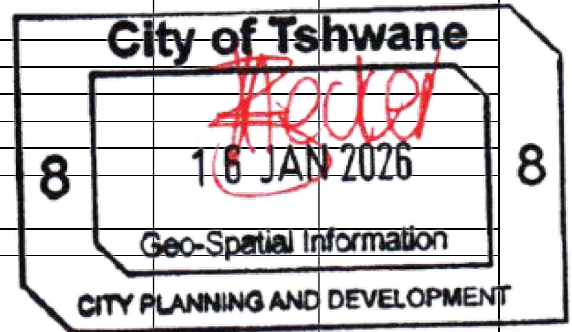 City of Tshwane
8 16 JAN 2026 8
Geo-Spatial Information
CITY PLANNING AND DEVELOPMENT